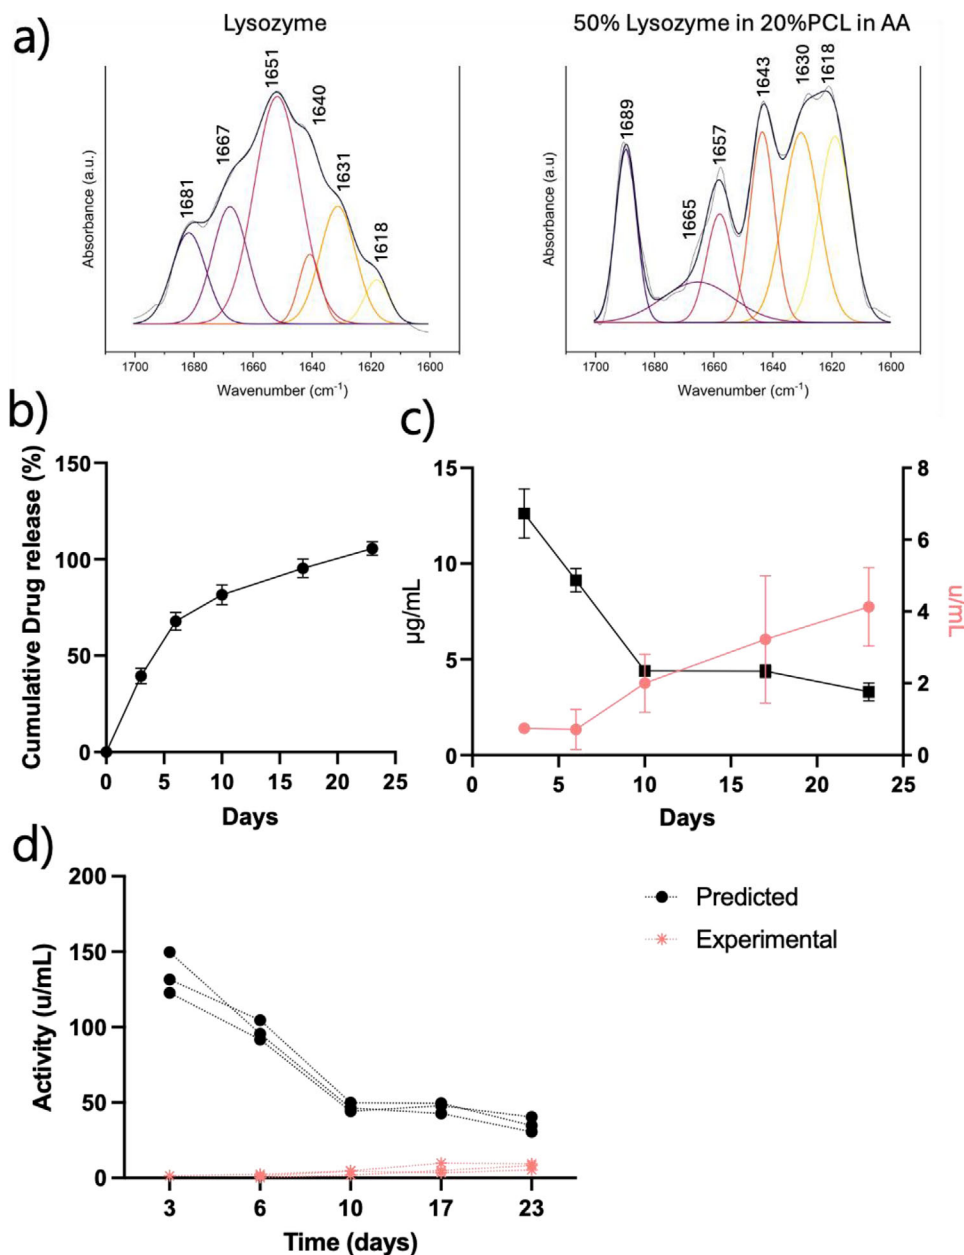 a)
Lysozyme
1681
1667
1651
1640
1631
1618
Absorbance (a.u.)
1700 1680 1660 1640 1620 1600
Wavenumber (cm⁻¹)
50% Lysozyme in 20%PCL in AA
1689
1665
1657
1643
1630
1618
Absorbance (a.u)
1700 1680 1660 1640 1620 1600
Wavenumber (cm⁻¹)
b)
Cumulative Drug release (%)
150
100
50
0
0 5 10 15 20 25
Days
c)
µg/mL
15
10
5
0
8
6
4
2
0
u/mL
0 5 10 15 20 25
Days
d)
Activity (u/mL)
200
150
100
50
0
3 6 10 17 23
Time (days)
Predicted
Experimental